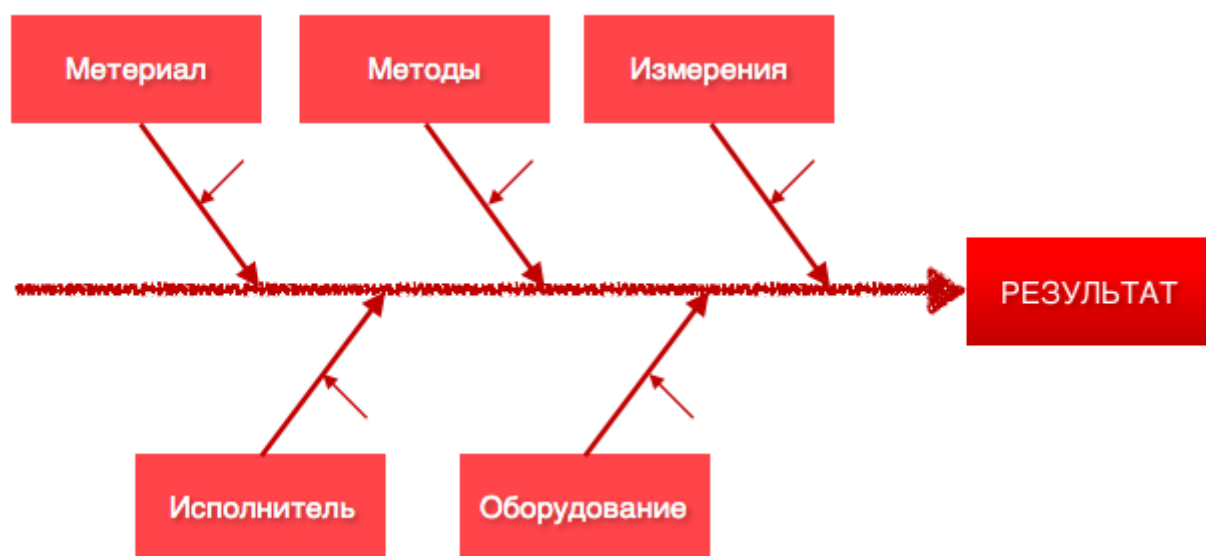 Метериал
Методы
Измерения
РЕЗУЛЬТАТ
Исполнитель
Оборудование